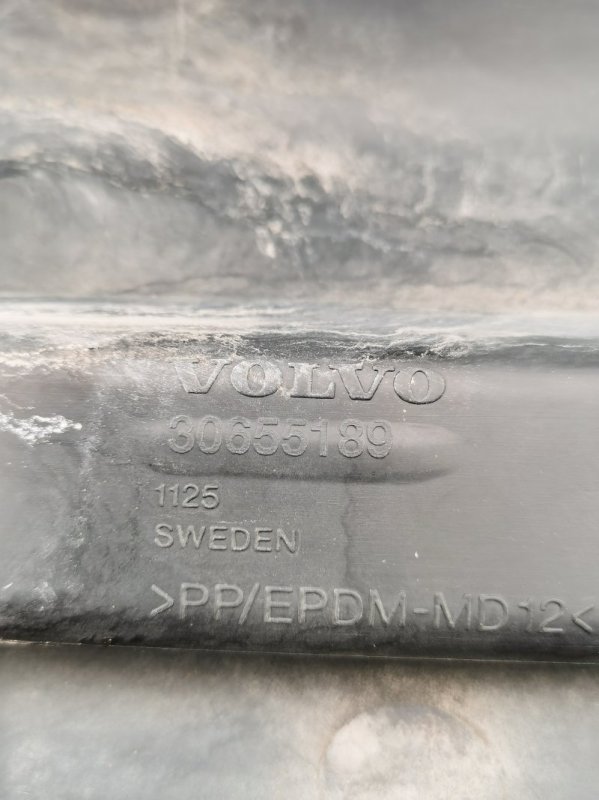 VOLVO
30655189
1125
SWEDEN
>PP/EPDM-MD12<